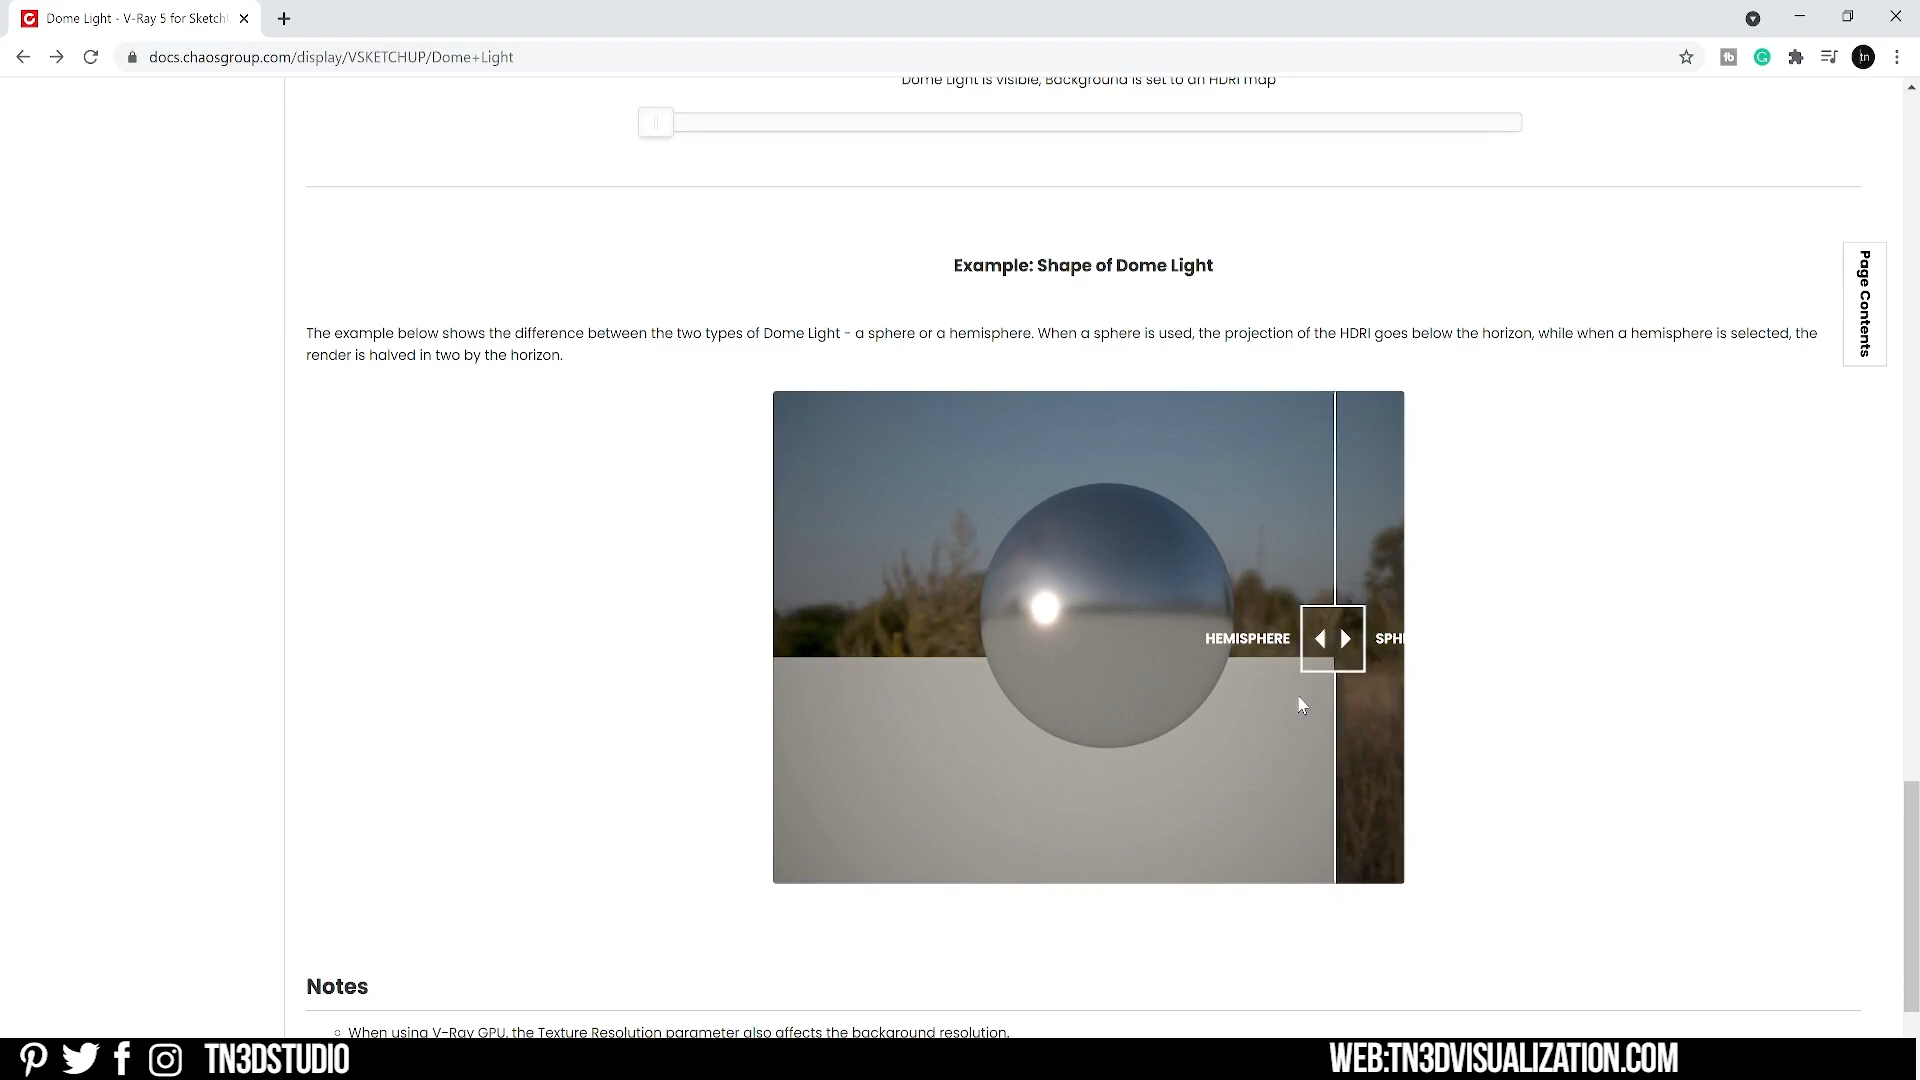 Dome Light - V-Ray 5 for Sketch
docs.chaosgroup.com/display/VSKETCHUP/Dome+Light
Dome Light is visible, Background is set to an HDRI map
Example: Shape of Dome Light
Page Contents
The example below shows the difference between the two types of Dome Light - a sphere or a hemisphere. When a sphere is used, the projection of the HDRI goes below the horizon, while when a hemisphere is selected, the
render is halved in two by the horizon.
HEMISPHERE
SPH
Notes
When using V-Ray GPU, the Texture Resolution parameter also affects the background resolution.
TN3DSTUDIO
WEB:TN3DVISUALIZATION.COM